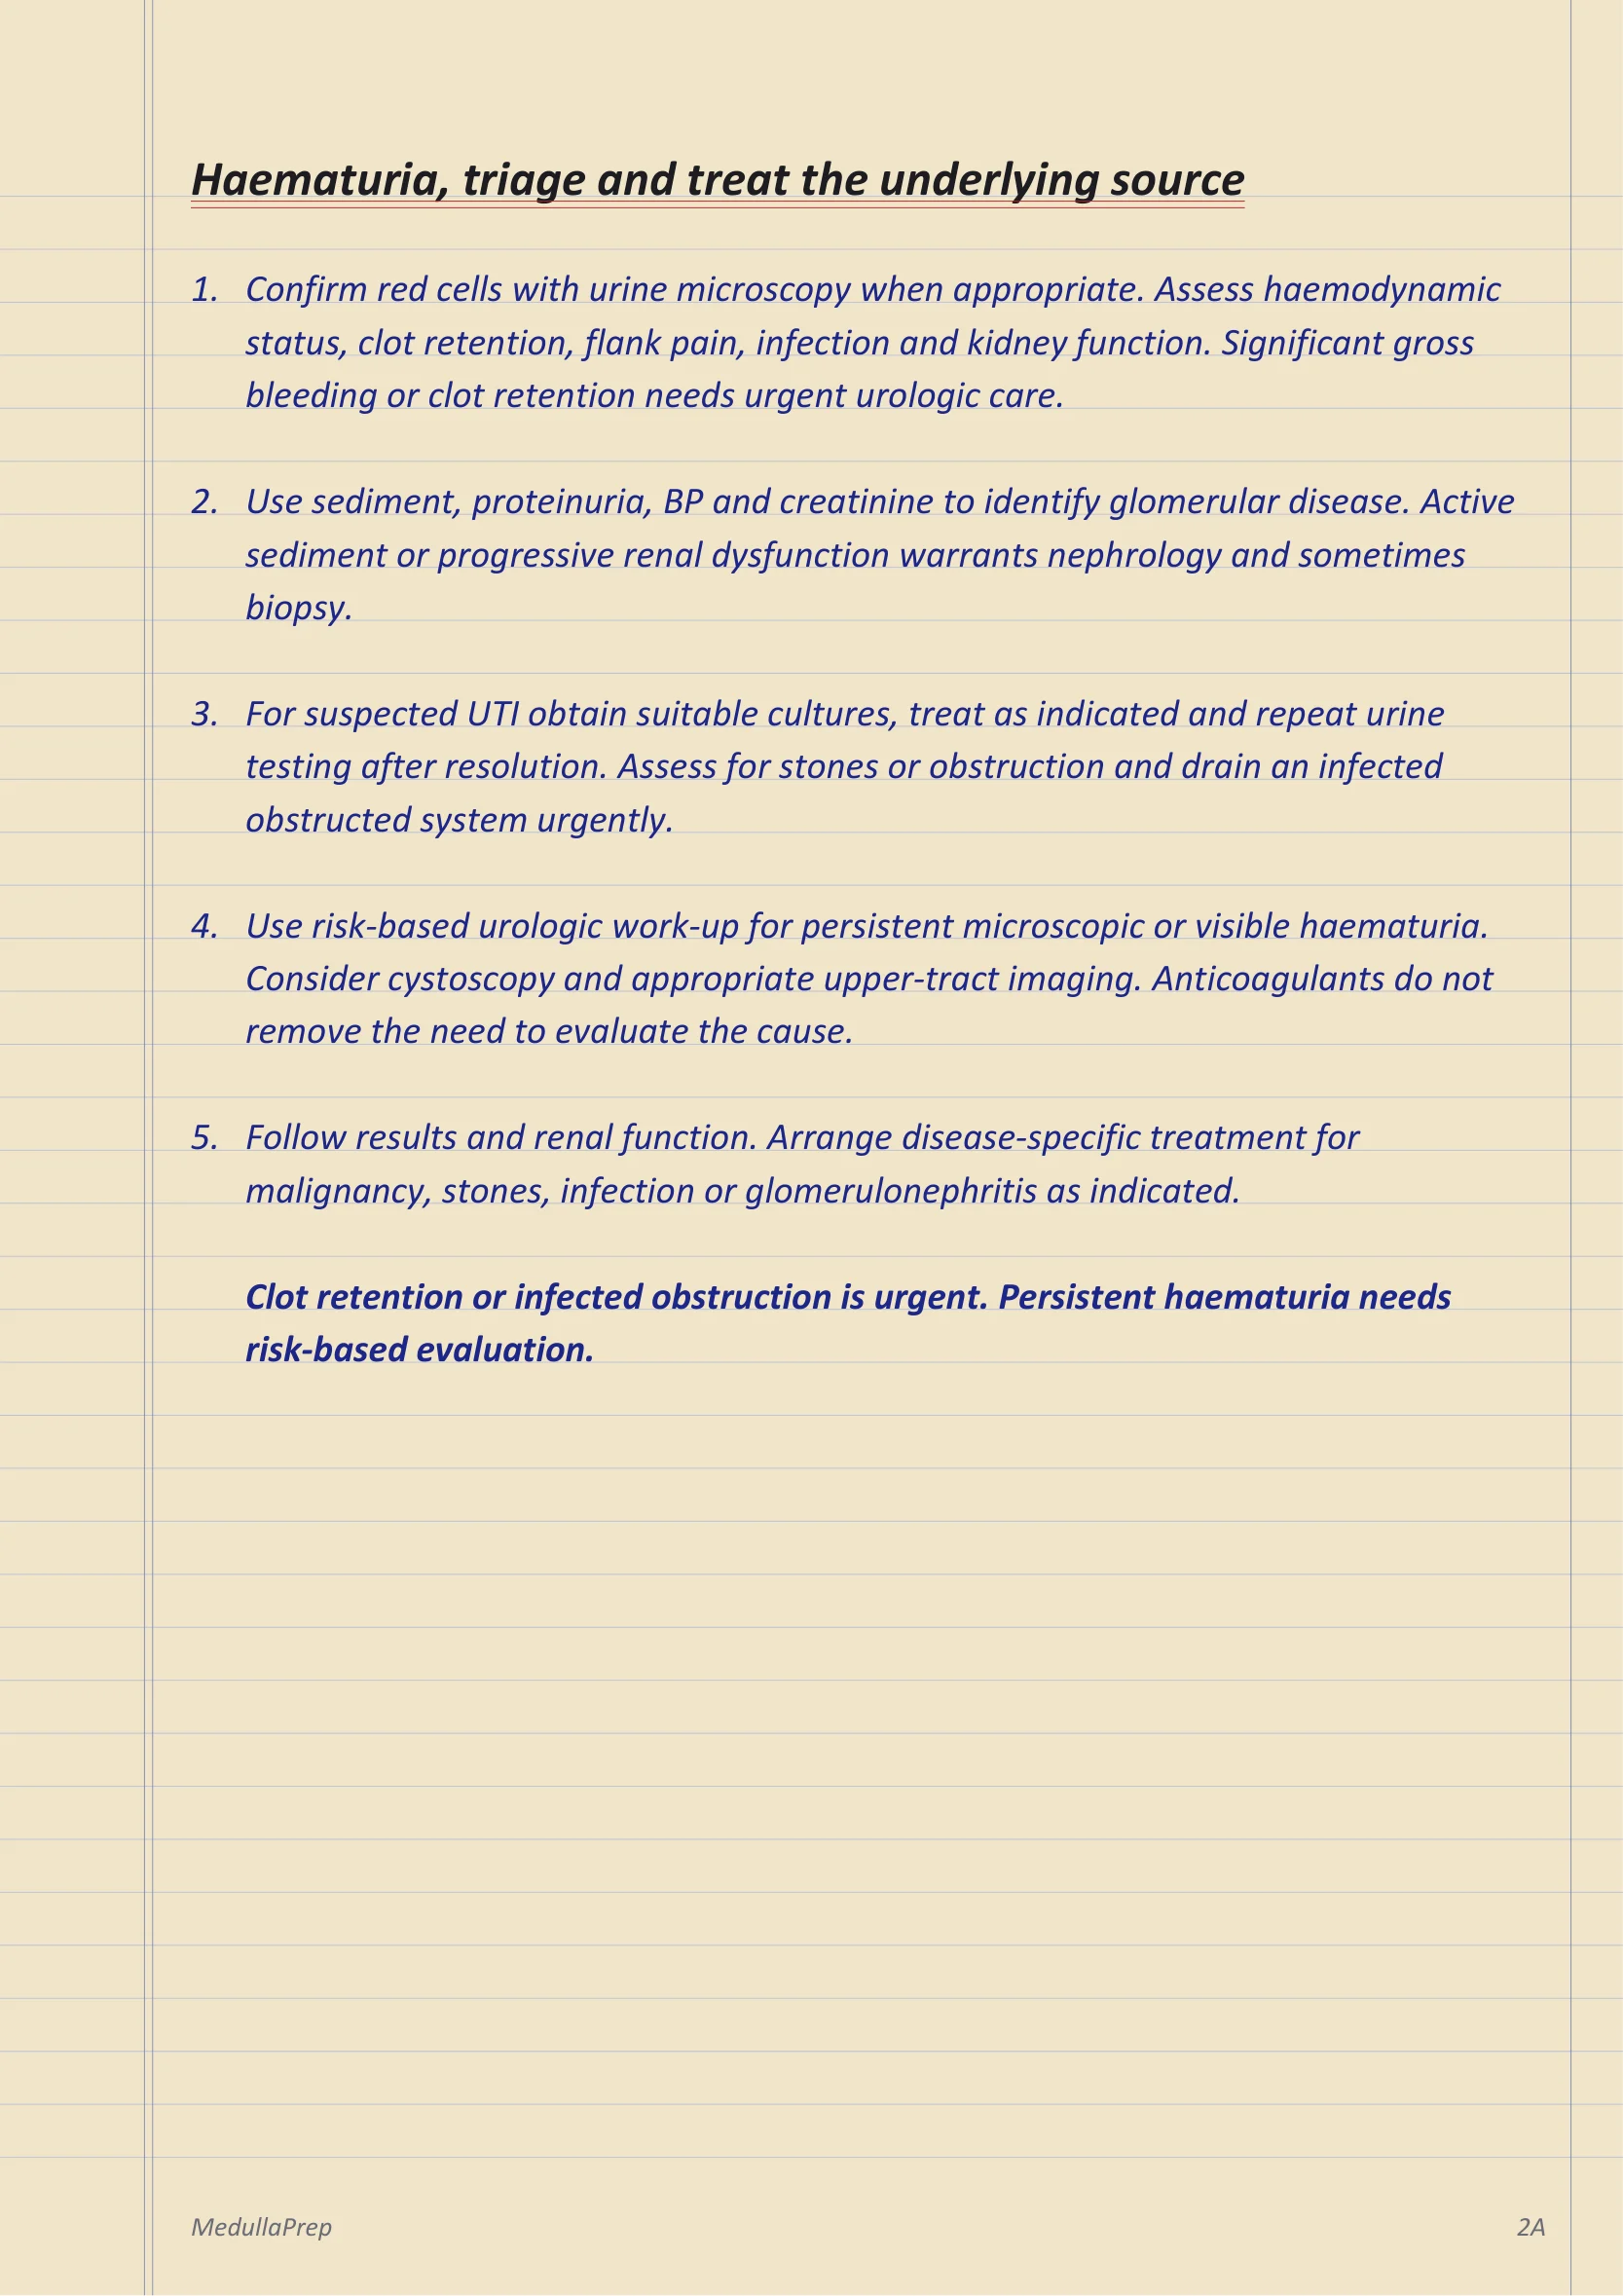 Haematuria, triage and treat the underlying source
1. Confirm red cells with urine microscopy when appropriate. Assess haemodynamic
status, clot retention, flank pain, infection and kidney function. Significant gross
bleeding or clot retention needs urgent urologic care.
2. Use sediment, proteinuria, BP and creatinine to identify glomerular disease. Active
sediment or progressive renal dysfunction warrants nephrology and sometimes
biopsy.
3. For suspected UTI obtain suitable cultures, treat as indicated and repeat urine
testing after resolution. Assess for stones or obstruction and drain an infected
obstructed system urgently.
4. Use risk-based urologic work-up for persistent microscopic or visible haematuria.
Consider cystoscopy and appropriate upper-tract imaging. Anticoagulants do not
remove the need to evaluate the cause.
5. Follow results and renal function. Arrange disease-specific treatment for
malignancy, stones, infection or glomerulonephritis as indicated.
Clot retention or infected obstruction is urgent. Persistent haematuria needs
risk-based evaluation.
MedullaPrep
2A